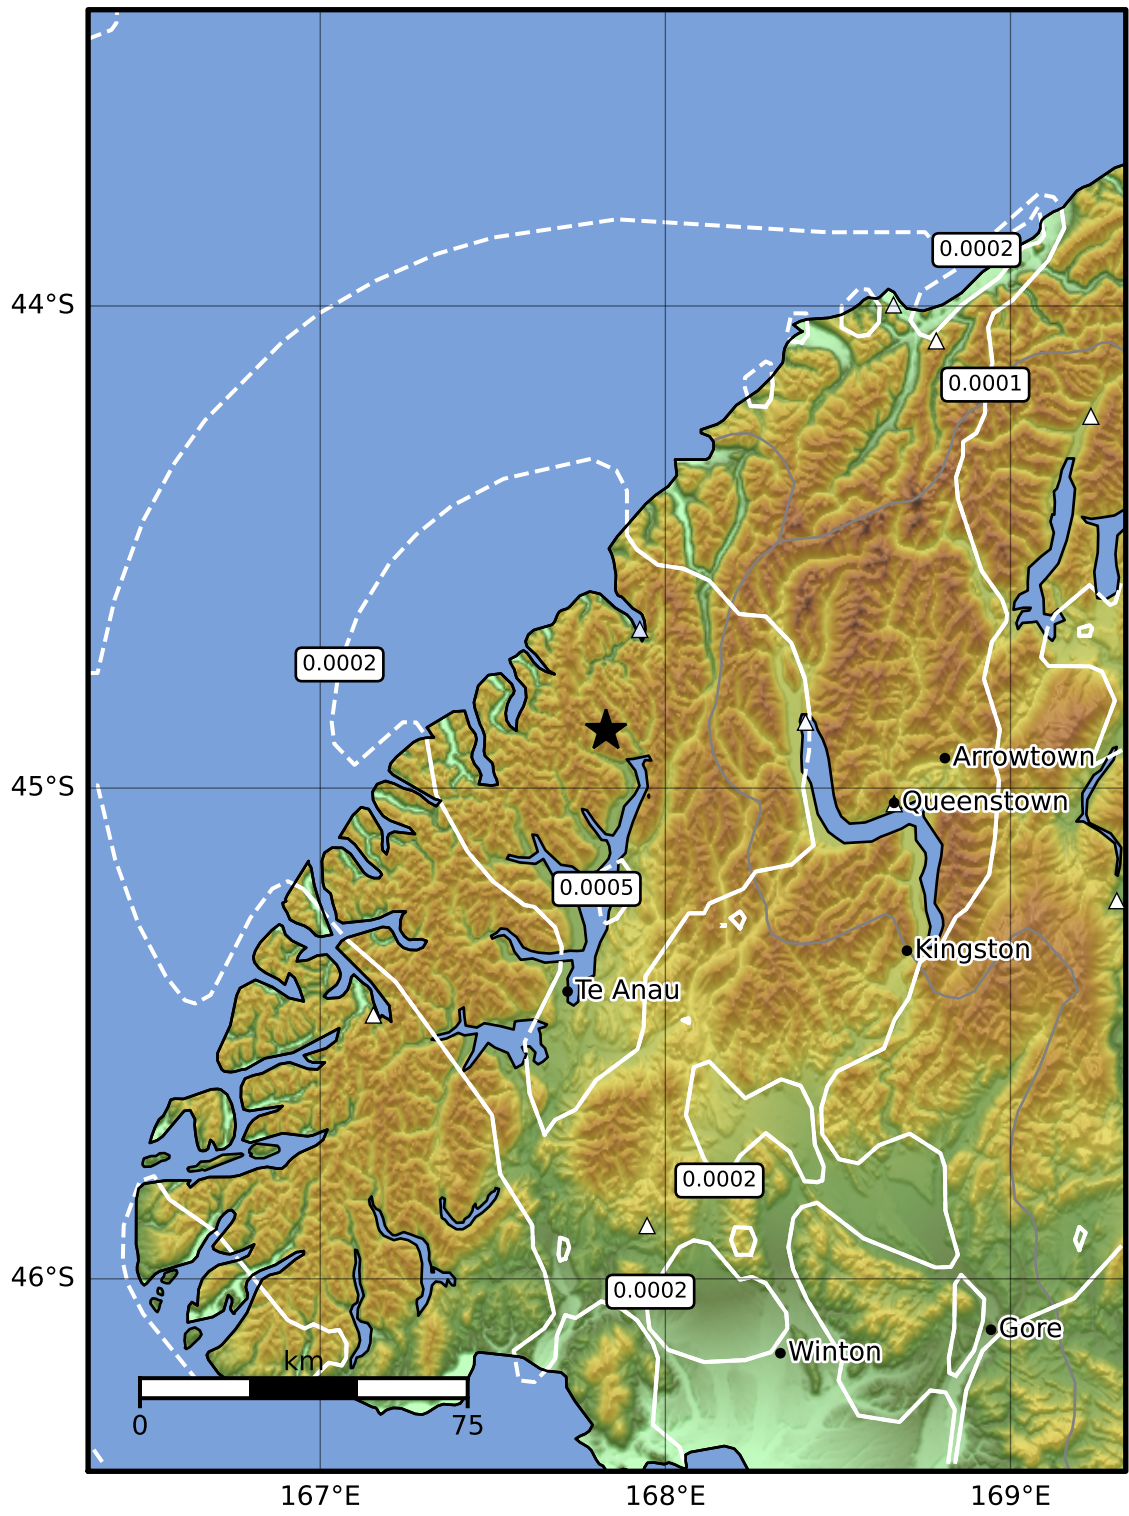 0.0002
44°S
0.0001
0.0002
Arrowtown
45°S
Queenstown
0.0005
Kingston
Te Anau
0.0002
46°S
0.0002
Gore
Winton
km
0
75
167°E
168°E
169°E